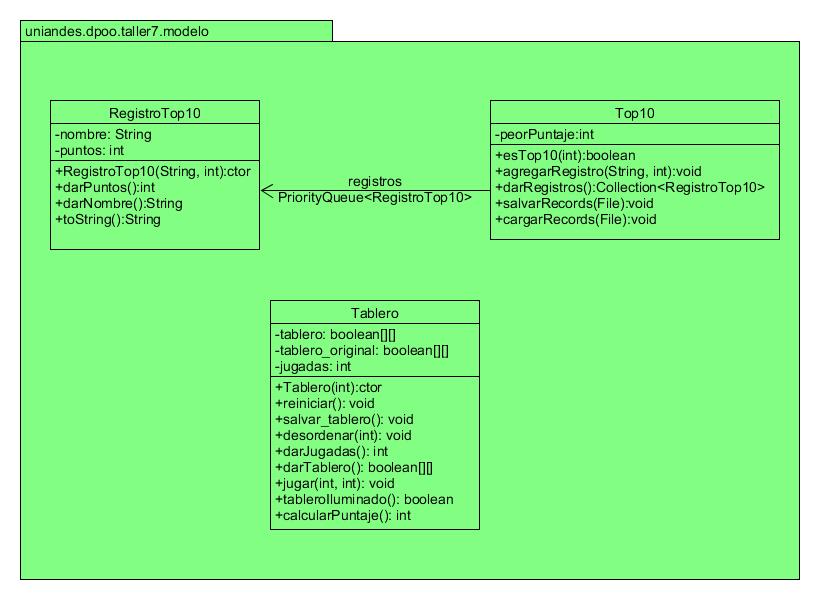 uniandes.dpoo.taller7.modelo
RegistroTop10
-nombre: String
-puntos: int
+RegistroTop10(String, int):ctor
+darPuntos():int
+darNombre():String
+toString():String
registros
PriorityQueue<RegistroTop10>
Top10
-peorPuntaje:int
+esTop10(int):boolean
+agregarRegistro(String, int):void
+darRegistros():Collection<RegistroTop10>
+salvarRecords(File):void
+cargarRecords(File):void
Tablero
-tablero: boolean[][]
-tablero_original: boolean[][]
-jugadas: int
+Tablero(int):ctor
+reiniciar(): void
+salvar_tablero(): void
+desordenar(int): void
+darJugadas(): int
+darTablero(): boolean[][]
+jugar(int, int): void
+tableroIluminado(): boolean
+calcularPuntaje(): int